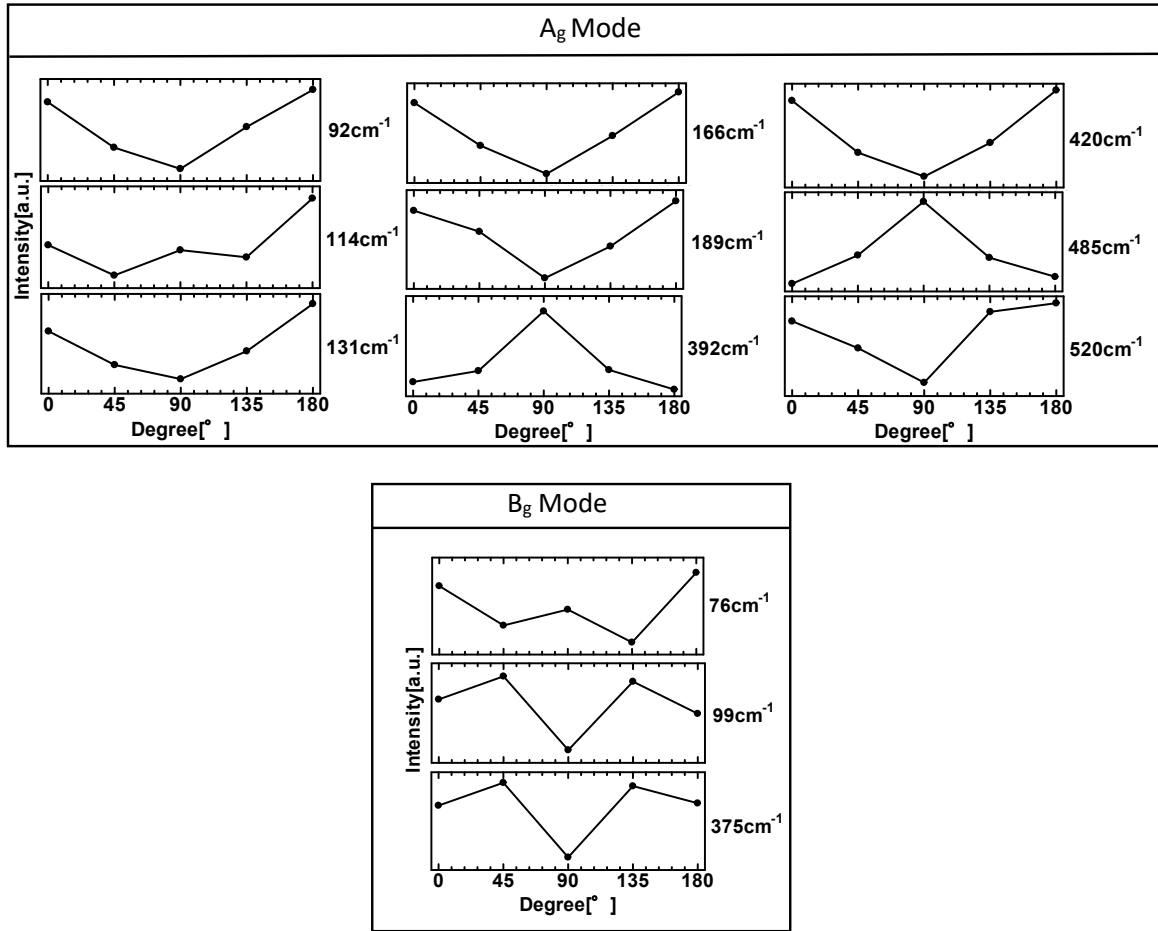 A₉ Mode
92cm⁻¹
114cm⁻¹
131cm⁻¹
Intensity[a.u.]
0 45 90 135 180
Degree[° ]
166cm⁻¹
189cm⁻¹
392cm⁻¹
0 45 90 135 180
Degree[° ]
420cm⁻¹
485cm⁻¹
520cm⁻¹
0 45 90 135 180
Degree[° ]
B₉ Mode
76cm⁻¹
99cm⁻¹
375cm⁻¹
Intensity[a.u.]
0 45 90 135 180
Degree[° ]